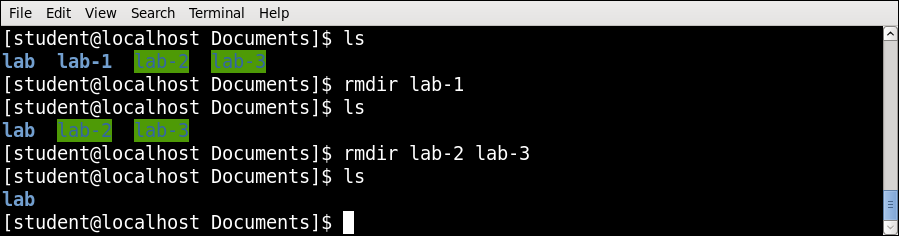 File Edit View Search Terminal Help
[student@localhost Documents]$ ls
lab lab-1 lab-2 lab-3
[student@localhost Documents]$ rmdir lab-1
[student@localhost Documents]$ ls
lab lab-2 lab-3
[student@localhost Documents]$ rmdir lab-2 lab-3
[student@localhost Documents]$ ls
lab
[student@localhost Documents]$